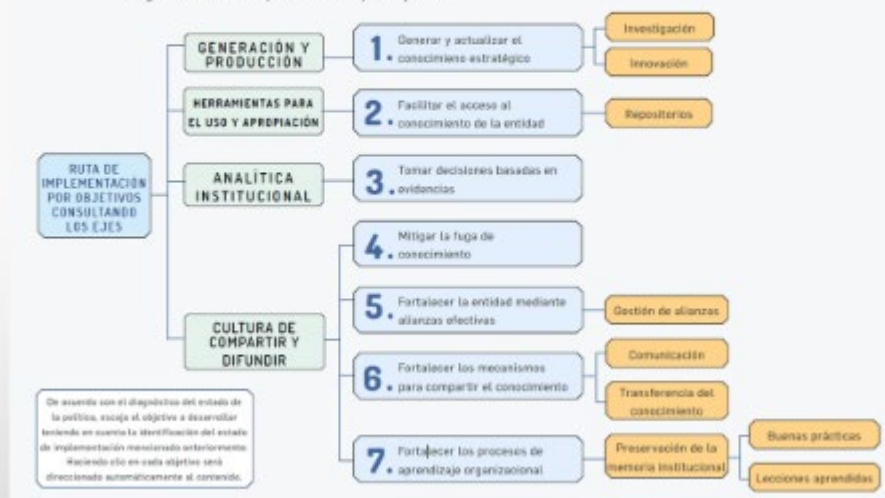 RUTA DE
IMPLEMENTACIÓN
POR OBJETIVOS
CONSULTANDO
LOS EJES
GENERACIÓN Y
PRODUCCIÓN
1. Generar y actualizar el
conocimieno estratégico
Investigación
Innovación
HERRAMIENTAS PARA
EL USO Y APROPIACIÓN
2. Facilitar el acceso al
conocimiento de la entidad
Repositorios
ANALÍTICA
INSTITUCIONAL
3. Tomar decisiones basadas en
evidencias
CULTURA DE
COMPARTIR Y
DIFUNDIR
4. Mitigar la fuga de
conocimiento
5. Fortalecer la entidad mediante
alianzas efectivas
Gestión de alianzas
6. Fortalecer los mecanismos
para compartir el conocimiento
Comunicación
Transferencia del
conocimiento
7. Fortalecer los procesos de
aprendizaje organizacional
Preservación de la
memoria institucional
Buenas prácticas
Lecciones aprendidas
De acuerdo con el diagnóstico del estado de
la política, escoja el objetivo a desarrollar
teniendo en cuenta la identificación del estado
de implementación mencionado anteriormente.
Haciendo clic en cada objetivo será
direccionado automáticamente al contenido.